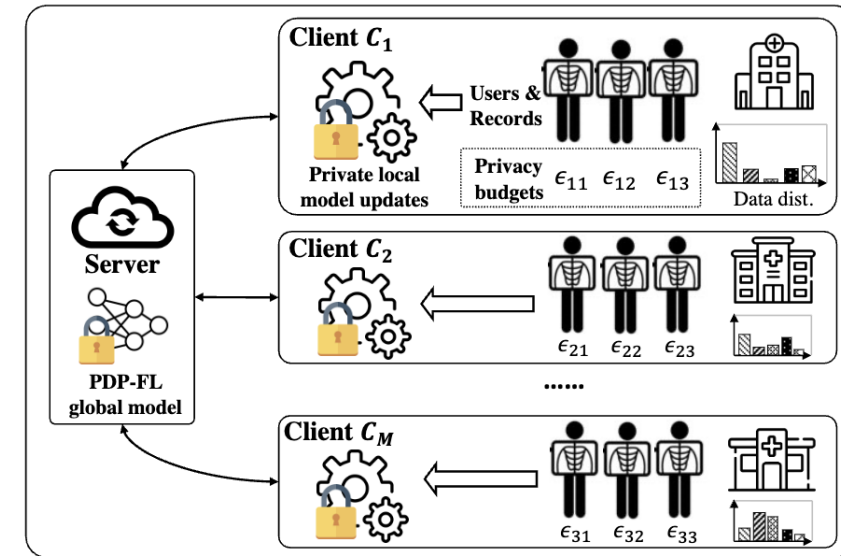 Client C₁
Users &
Records
Private local
model updates
Privacy
budgets
ϵ₁₁ ϵ₁₂ ϵ₁₃
Data dist.
Server
PDP-FL
global model
Client C₂
ϵ₂₁ ϵ₂₂ ϵ₂₃
......
Client C_M
ϵ₃₁ ϵ₃₂ ϵ₃₃